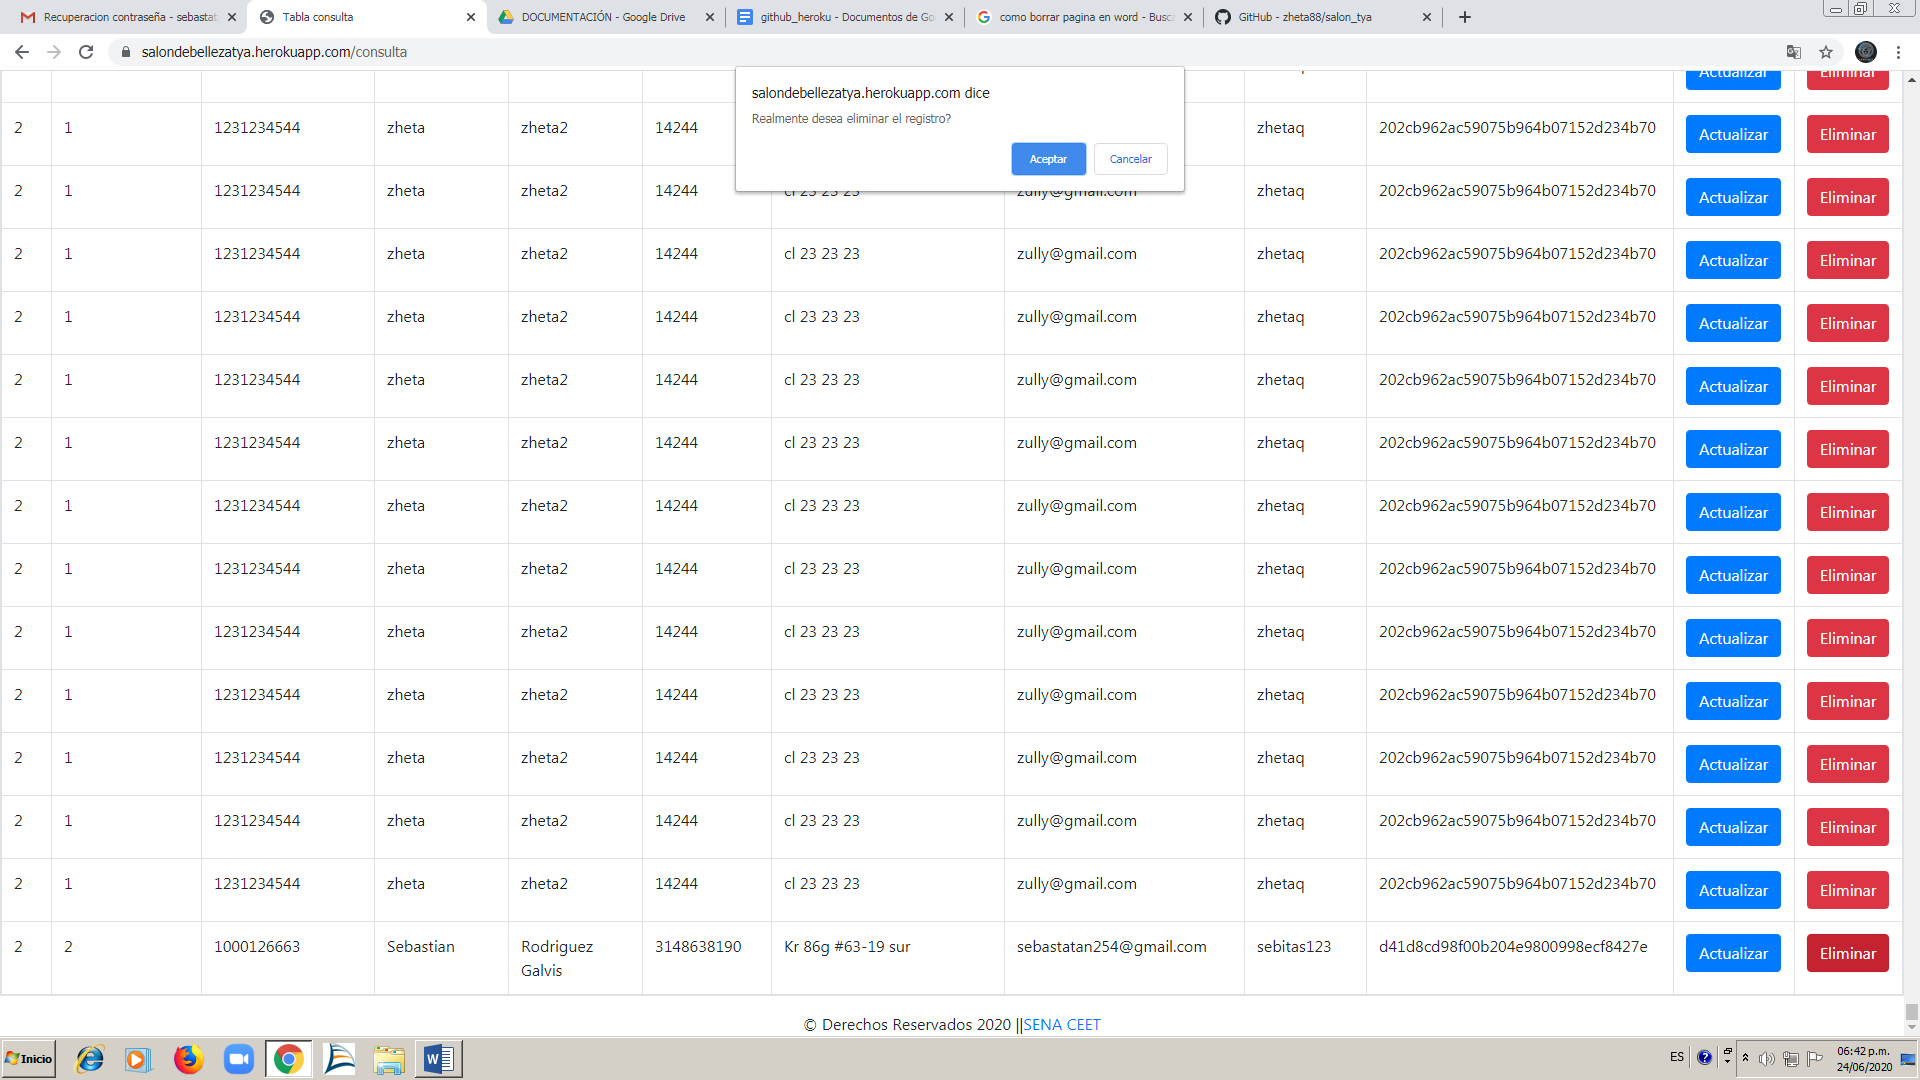 Recuperacion contraseña - sebastat
Tabla consulta
DOCUMENTACIÓN - Google Drive
github_heroku - Documentos de Go
como borrar pagina en word - Busc
GitHub - zheta88/salon_tya
salondebellezatya.herokuapp.com/consulta
salondebellezatya.herokuapp.com dice
Realmente desea eliminar el registro?
Aceptar Cancelar
Actualizar Eliminar
2 1 1231234544 zheta zheta2 14244 zhetaq 202cb962ac59075b964b07152d234b70 Actualizar Eliminar
2 1 1231234544 zheta zheta2 14244 cl 23 23 23 zully@gmail.com zhetaq 202cb962ac59075b964b07152d234b70 Actualizar Eliminar
2 1 1231234544 zheta zheta2 14244 cl 23 23 23 zully@gmail.com zhetaq 202cb962ac59075b964b07152d234b70 Actualizar Eliminar
2 1 1231234544 zheta zheta2 14244 cl 23 23 23 zully@gmail.com zhetaq 202cb962ac59075b964b07152d234b70 Actualizar Eliminar
2 1 1231234544 zheta zheta2 14244 cl 23 23 23 zully@gmail.com zhetaq 202cb962ac59075b964b07152d234b70 Actualizar Eliminar
2 1 1231234544 zheta zheta2 14244 cl 23 23 23 zully@gmail.com zhetaq 202cb962ac59075b964b07152d234b70 Actualizar Eliminar
2 1 1231234544 zheta zheta2 14244 cl 23 23 23 zully@gmail.com zhetaq 202cb962ac59075b964b07152d234b70 Actualizar Eliminar
2 1 1231234544 zheta zheta2 14244 cl 23 23 23 zully@gmail.com zhetaq 202cb962ac59075b964b07152d234b70 Actualizar Eliminar
2 1 1231234544 zheta zheta2 14244 cl 23 23 23 zully@gmail.com zhetaq 202cb962ac59075b964b07152d234b70 Actualizar Eliminar
2 1 1231234544 zheta zheta2 14244 cl 23 23 23 zully@gmail.com zhetaq 202cb962ac59075b964b07152d234b70 Actualizar Eliminar
2 1 1231234544 zheta zheta2 14244 cl 23 23 23 zully@gmail.com zhetaq 202cb962ac59075b964b07152d234b70 Actualizar Eliminar
2 1 1231234544 zheta zheta2 14244 cl 23 23 23 zully@gmail.com zhetaq 202cb962ac59075b964b07152d234b70 Actualizar Eliminar
2 1 1231234544 zheta zheta2 14244 cl 23 23 23 zully@gmail.com zhetaq 202cb962ac59075b964b07152d234b70 Actualizar Eliminar
2 2 1000126663 Sebastian Rodriguez 3148638190 Kr 86g #63-19 sur sebastatan254@gmail.com sebitas123 d41d8cd98f00b204e9800998ecf8427e Actualizar Eliminar
Galvis
© Derechos Reservados 2020 ||SENA CEET
Inicio
ES
06:42 p.m.
24/06/2020